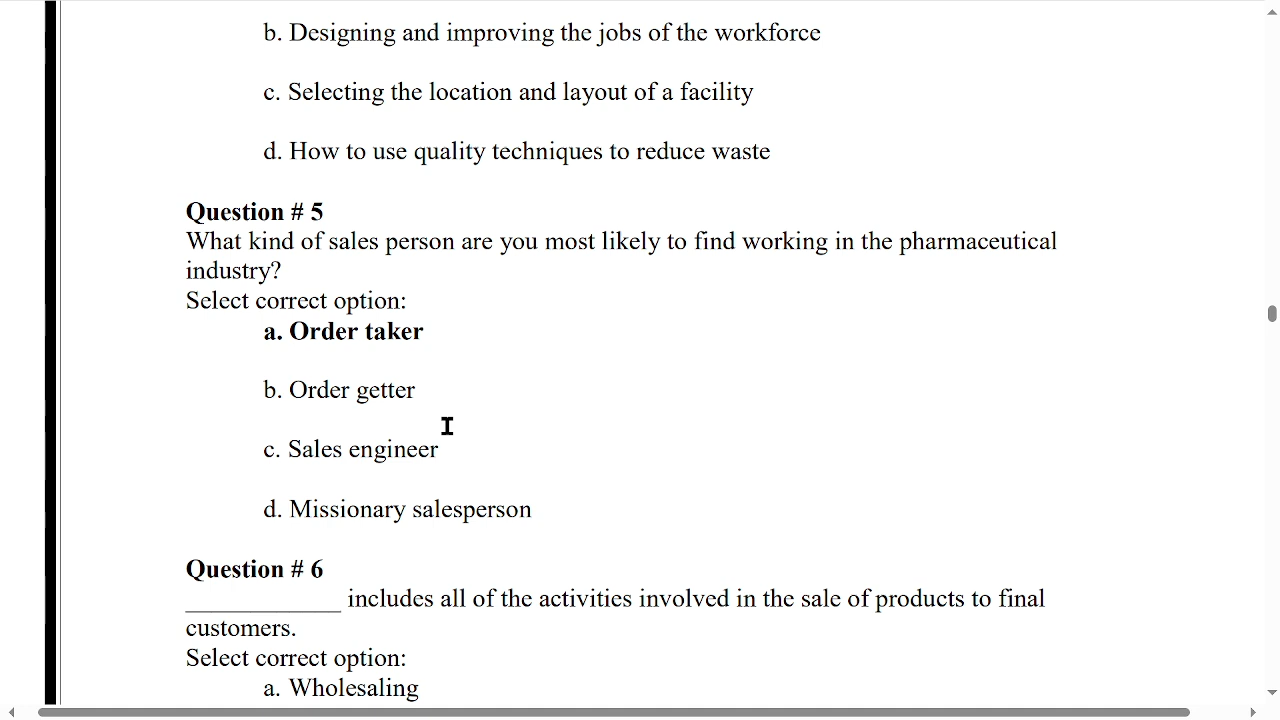 b. Designing and improving the jobs of the workforce
c. Selecting the location and layout of a facility
d. How to use quality techniques to reduce waste
Question # 5
What kind of sales person are you most likely to find working in the pharmaceutical
industry?
Select correct option:
a. Order taker
b. Order getter
c. Sales engineer
d. Missionary salesperson
Question # 6
____________ includes all of the activities involved in the sale of products to final
customers.
Select correct option:
a. Wholesaling